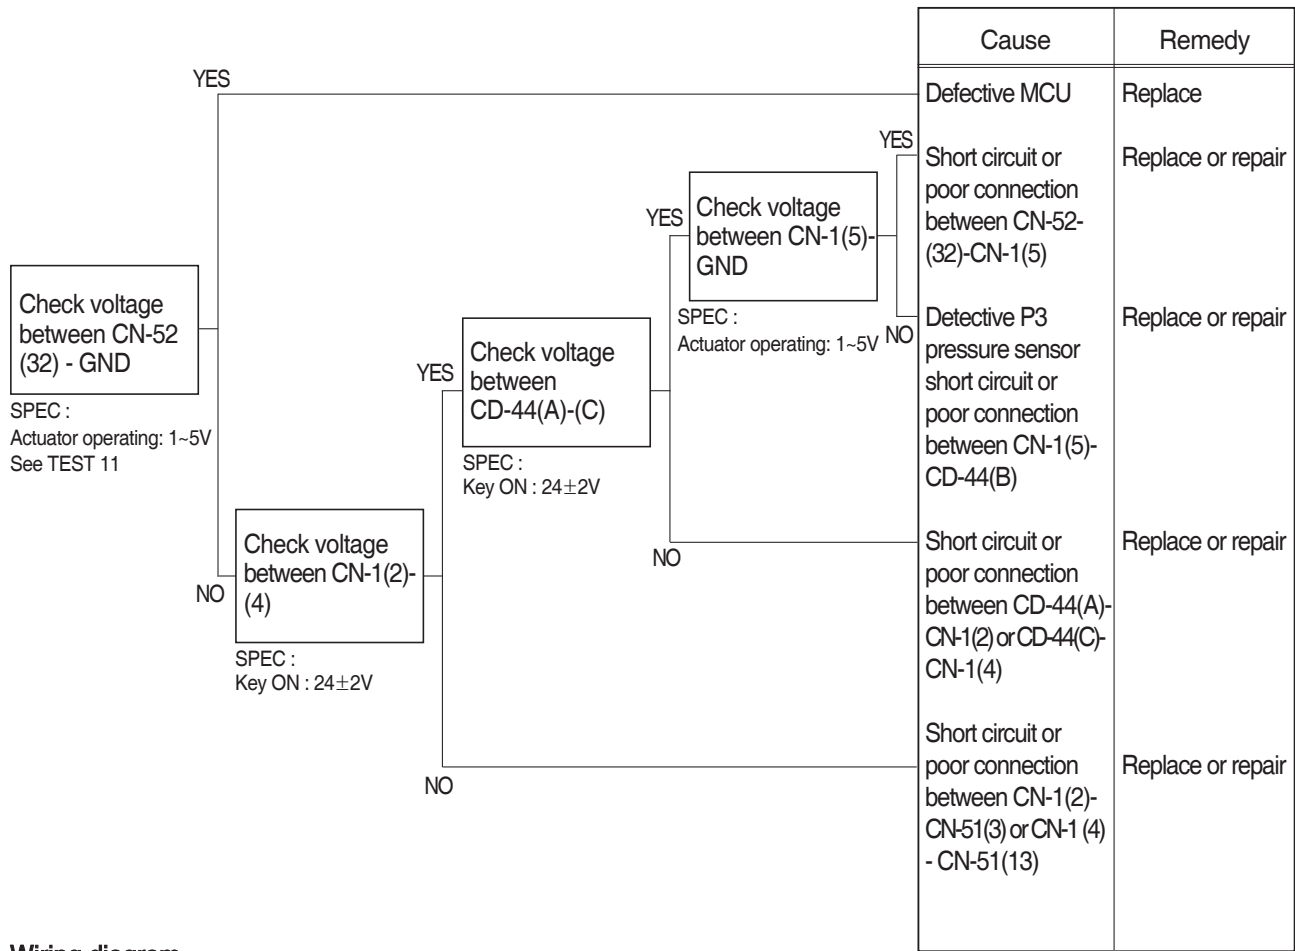 Cause
Remedy
YES
Defective MCU
Replace
YES
Short circuit or
poor connection
between CN-52-
(32)-CN-1(5)
Replace or repair
YES
Check voltage
between CN-1(5)-
GND
SPEC :
Actuator operating: 1~5V
NO
Detective P3
pressure sensor
short circuit or
poor connection
between CN-1(5)-
CD-44(B)
Replace or repair
Check voltage
between CN-52
(32) - GND
SPEC :
Actuator operating: 1~5V
See TEST 11
YES
Check voltage
between
CD-44(A)-(C)
SPEC :
Key ON : 24±2V
NO
Short circuit or
poor connection
between CD-44(A)-
CN-1(2) or CD-44(C)-
CN-1(4)
Replace or repair
NO
Check voltage
between CN-1(2)-
(4)
SPEC :
Key ON : 24±2V
NO
Short circuit or
poor connection
between CN-1(2)-
CN-51(3) or CN-1 (4)
- CN-51(13)
Replace or repair
Wiring diagram